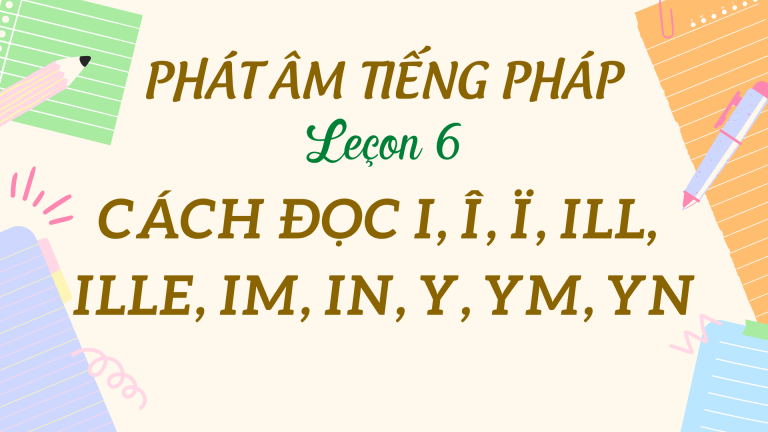 PHÁT ÂM TIẾNG PHÁP
Leçon 6
CÁCH ĐỌC I, Î, Ï, ILL,
ILLE, IM, IN, Y, YM, YN